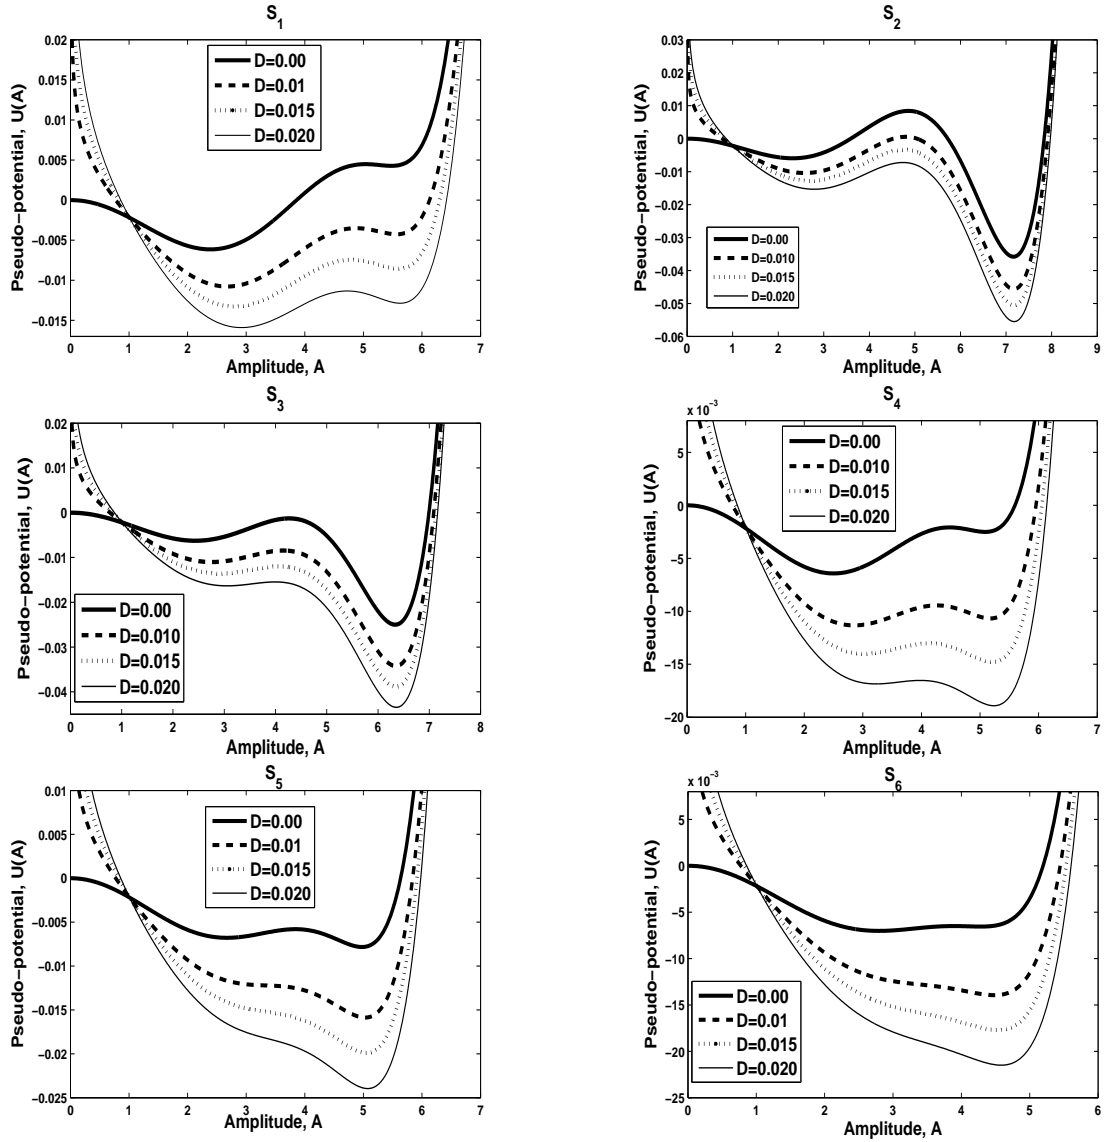 S1
Pseudo-potential, U(A)
0.02
0.015
0.01
0.005
0
-0.005
-0.01
-0.015
D=0.00
D=0.01
D=0.015
D=0.020
0 1 2 3 4 5 6 7
Amplitude, A
S2
Pseudo-potential, U(A)
0.03
0.02
0.01
0
-0.01
-0.02
-0.03
-0.04
-0.05
-0.06
D=0.00
D=0.010
D=0.015
D=0.020
0 1 2 3 4 5 6 7 8 9
Amplitude, A
S3
Pseudo-potential, U(A)
0.02
0.01
0
-0.01
-0.02
-0.03
-0.04
D=0.00
D=0.010
D=0.015
D=0.020
0 1 2 3 4 5 6 7 8
Amplitude, A
S4
x 10^-3
Pseudo-potential, U(A)
5
0
-5
-10
-15
-20
D=0.00
D=0.010
D=0.015
D=0.020
0 1 2 3 4 5 6 7
Amplitude, A
S5
Pseudo-potential, U(A)
0.01
0.005
0
-0.005
-0.01
-0.015
-0.02
-0.025
D=0.00
D=0.01
D=0.015
D=0.020
0 1 2 3 4 5 6 7
Amplitude, A
S6
x 10^-3
Pseudo-potential, U(A)
5
0
-5
-10
-15
-20
-25
D=0.00
D=0.01
D=0.015
D=0.020
0 1 2 3 4 5 6
Amplitude, A